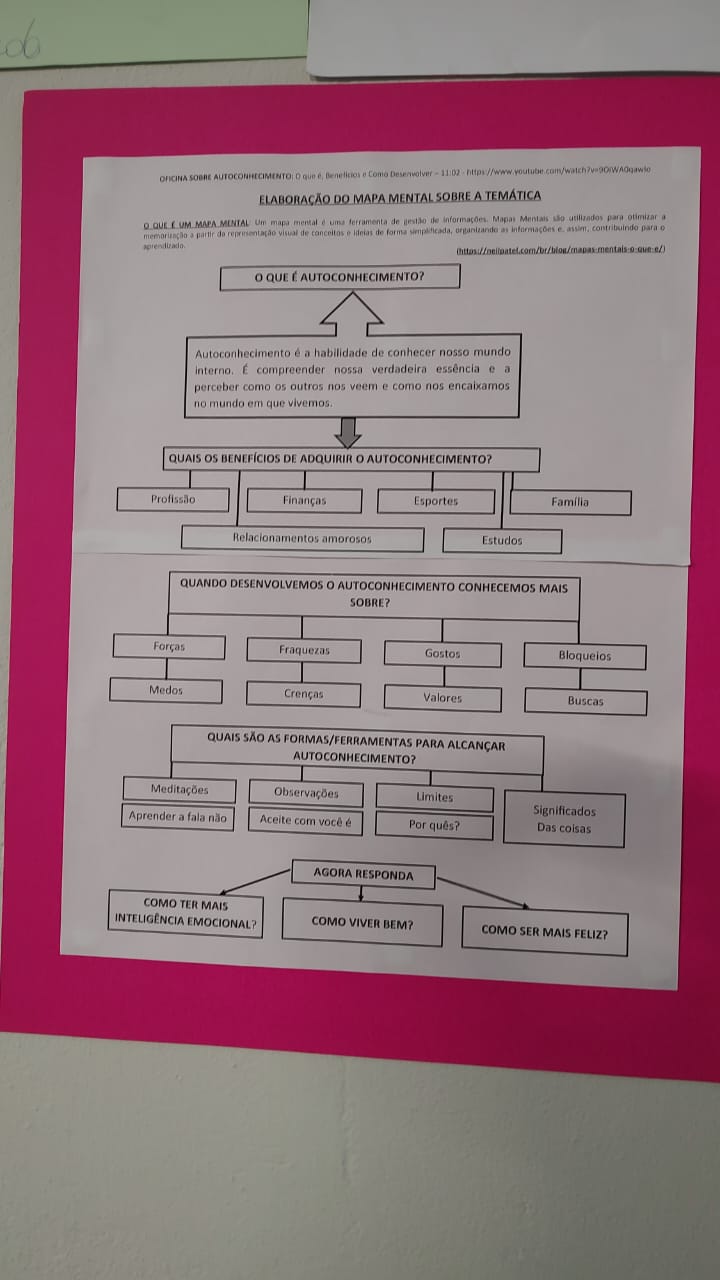 OFICINA SOBRE AUTOCONHECIMENTO: O que é, Benefícios e Como Desenvolver – 11:02 -
ELABORAÇÃO DO MAPA MENTAL SOBRE A TEMÁTICA
O QUE É UM MAPA MENTAL: Um mapa mental é uma ferramenta de gestão de informações. Mapas Mentais são utilizados para otimizar a
memorização a partir da representação visual de conceitos e ideias de forma simplificada, organizando as informações e, assim, contribuindo para o
aprendizado.
(https://neilpatel.com/br/blog/mapas-mentais-o-que-e/)
O QUE É AUTOCONHECIMENTO?
Autoconhecimento é a habilidade de conhecer nosso mundo
interno. É compreender nossa verdadeira essência e a
perceber como os outros nos veem e como nos encaixamos
no mundo em que vivemos.
QUAIS OS BENEFÍCIOS DE ADQUIRIR O AUTOCONHECIMENTO?
Profissão
Finanças
Esportes
Família
Relacionamentos amorosos
Estudos
QUANDO DESENVOLVEMOS O AUTOCONHECIMENTO CONHECEMOS MAIS
SOBRE?
Forças
Fraquezas
Gostos
Bloqueios
Medos
Crenças
Valores
Buscas
QUAIS SÃO AS FORMAS/FERRAMENTAS PARA ALCANÇAR
AUTOCONHECIMENTO?
Meditações
Observações
Limites
Significados
Das coisas
Aprender a fala não
Aceite com você é
Por quês?
AGORA RESPONDA
COMO TER MAIS
INTELIGÊNCIA EMOCIONAL?
COMO VIVER BEM?
COMO SER MAIS FELIZ?